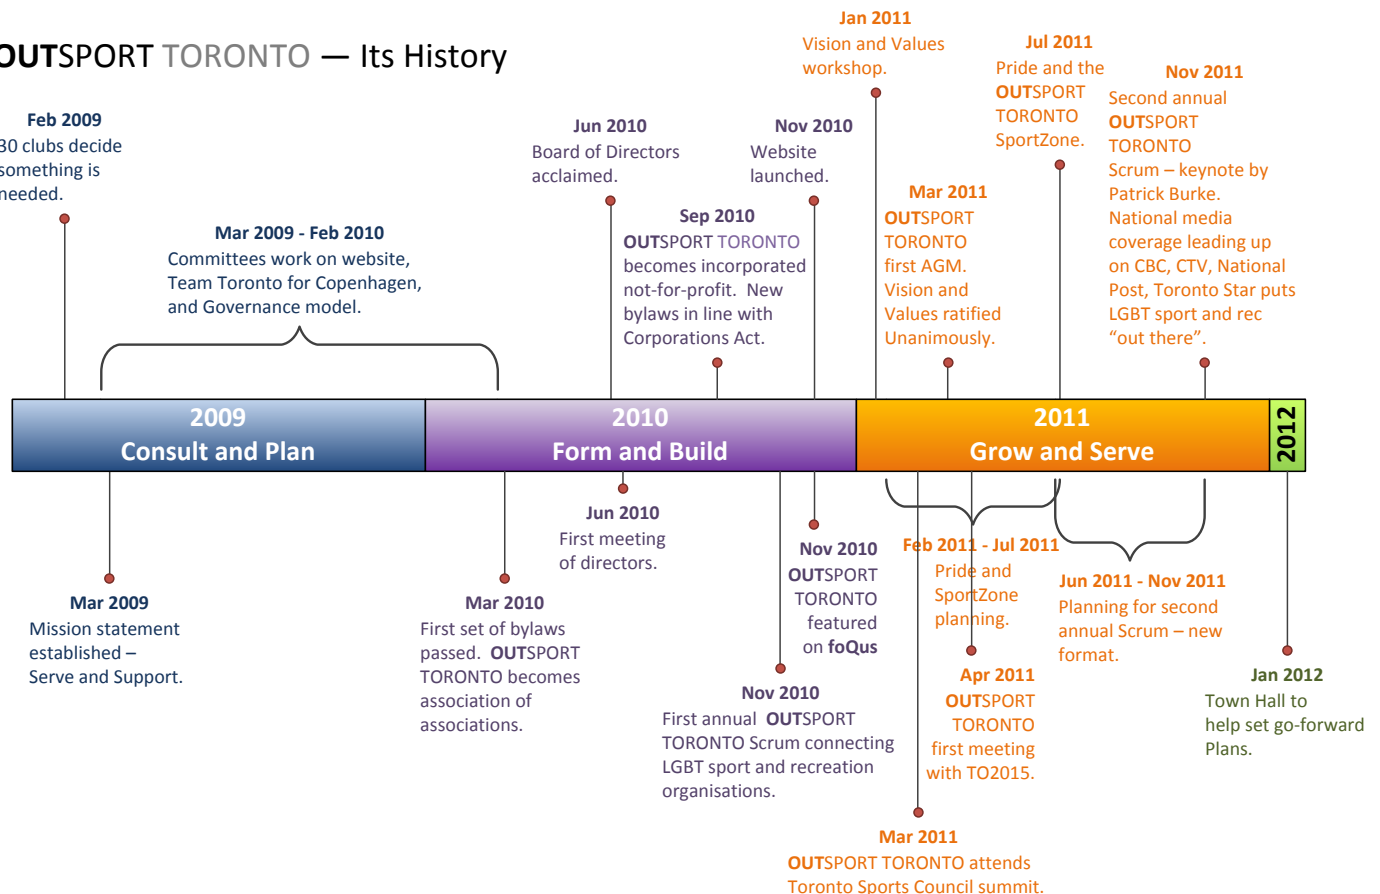 OUTSPORT TORONTO — Its History
Feb 2009
30 clubs decide
something is
needed.
Mar 2009 - Feb 2010
Committees work on website,
Team Toronto for Copenhagen,
and Governance model.
Jun 2010
Board of Directors
acclaimed.
Sep 2010
OUTSPORT TORONTO
becomes incorporated
not-for-profit.  New
bylaws in line with
Corporations Act.
Nov 2010
Website
launched.
Jan 2011
Vision and Values
workshop.
Mar 2011
OUTSPORT
TORONTO
first AGM.
Vision and
Values ratified
Unanimously.
Jul 2011
Pride and the
OUTSPORT
TORONTO
SportZone.
Nov 2011
Second annual
OUTSPORT
TORONTO
Scrum – keynote by
Patrick Burke.
National media
coverage leading up
on CBC, CTV, National
Post, Toronto Star puts
LGBT sport and rec
“out there”.
2009
Consult and Plan
2010
Form and Build
2011
Grow and Serve
2012
Mar 2009
Mission statement
established –
Serve and Support.
Mar 2010
First set of bylaws
passed.  OUTSPORT
TORONTO becomes
association of
associations.
Jun 2010
First meeting
of directors.
Nov 2010
First annual  OUTSPORT
TORONTO Scrum connecting
LGBT sport and recreation
organisations.
Nov 2010
OUTSPORT
TORONTO
featured
on foQus
Feb 2011 - Jul 2011
Pride and
SportZone
planning.
Mar 2011
OUTSPORT TORONTO attends
Toronto Sports Council summit.
Apr 2011
OUTSPORT
TORONTO
first meeting
with TO2015.
Jun 2011 - Nov 2011
Planning for second
annual Scrum – new
format.
Jan 2012
Town Hall to
help set go-forward
Plans.